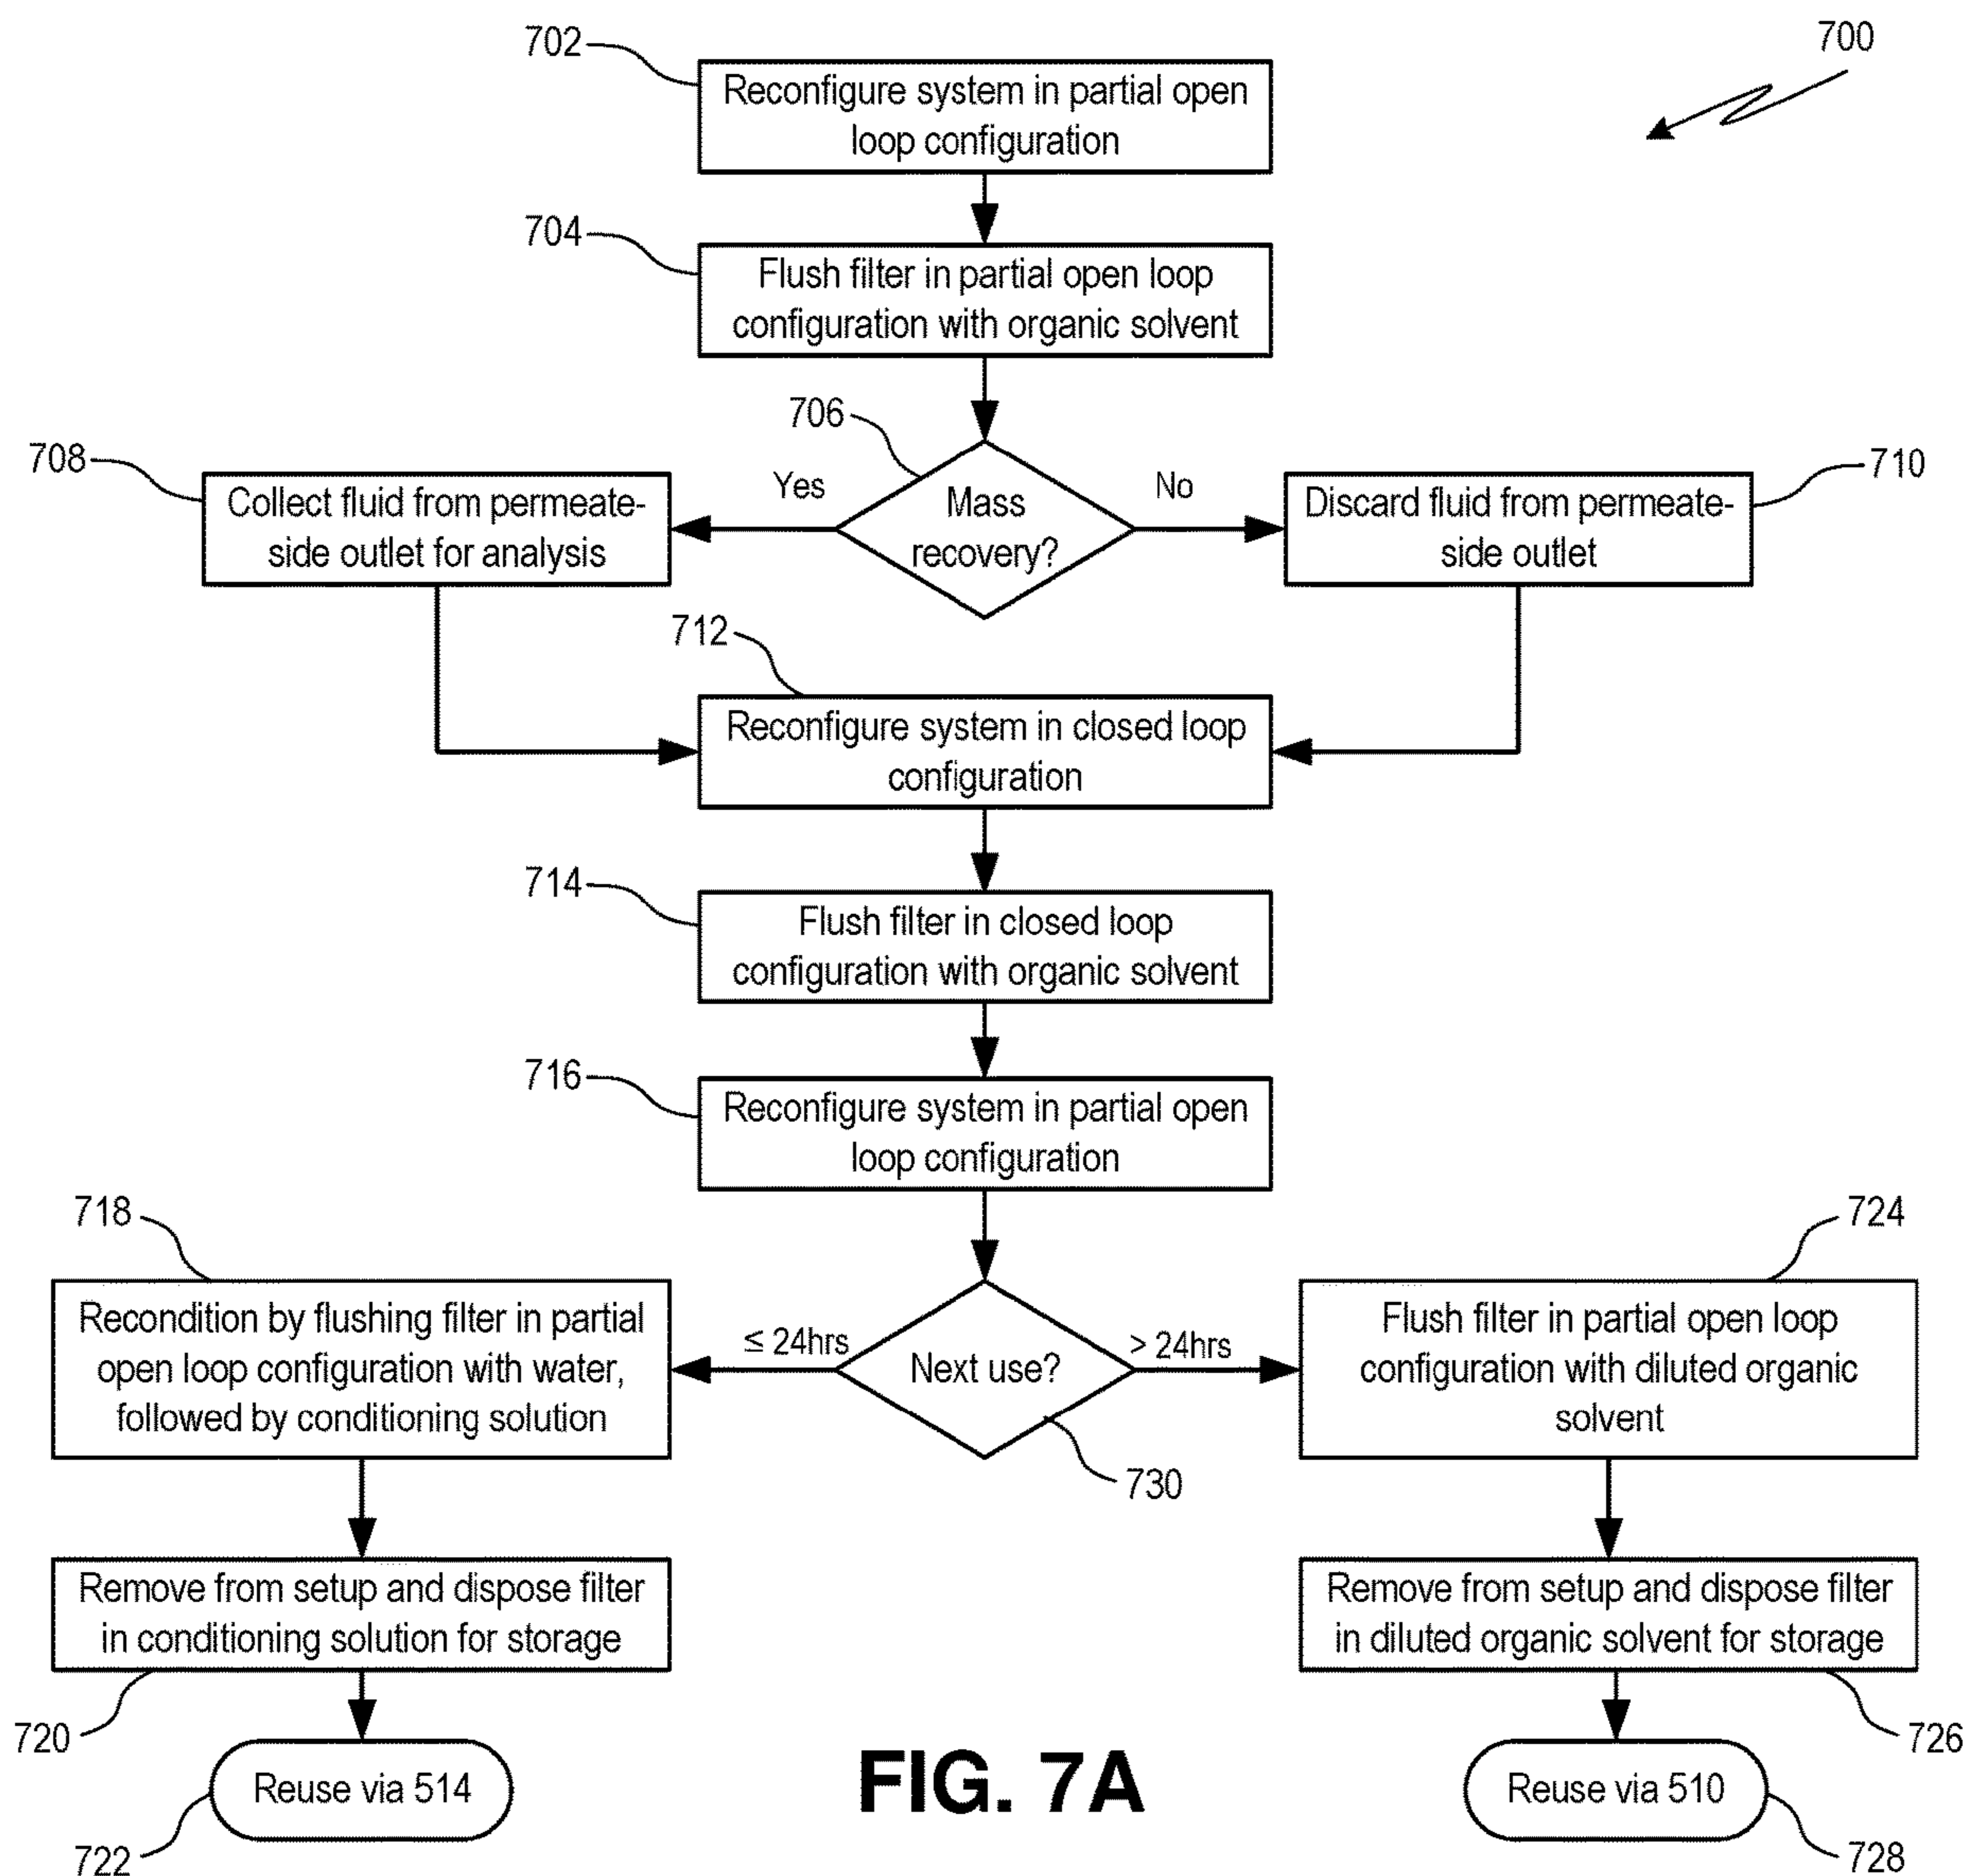 702
700
Reconfigure system in partial open
loop configuration
704
Flush filter in partial open loop
configuration with organic solvent
706
708
710
Yes
No
Collect fluid from permeate-
side outlet for analysis
Mass
recovery?
Discard fluid from permeate-
side outlet
712
Reconfigure system in closed loop
configuration
714
Flush filter in closed loop
configuration with organic solvent
716
Reconfigure system in partial open
loop configuration
718
724
Recondition by flushing filter in partial
open loop configuration with water,
followed by conditioning solution
≤ 24hrs
Next use?
> 24hrs
Flush filter in partial open loop
configuration with diluted organic
solvent
730
Remove from setup and dispose filter
in conditioning solution for storage
Remove from setup and dispose filter
in diluted organic solvent for storage
720
726
Reuse via 514
FIG. 7A
Reuse via 510
722
728